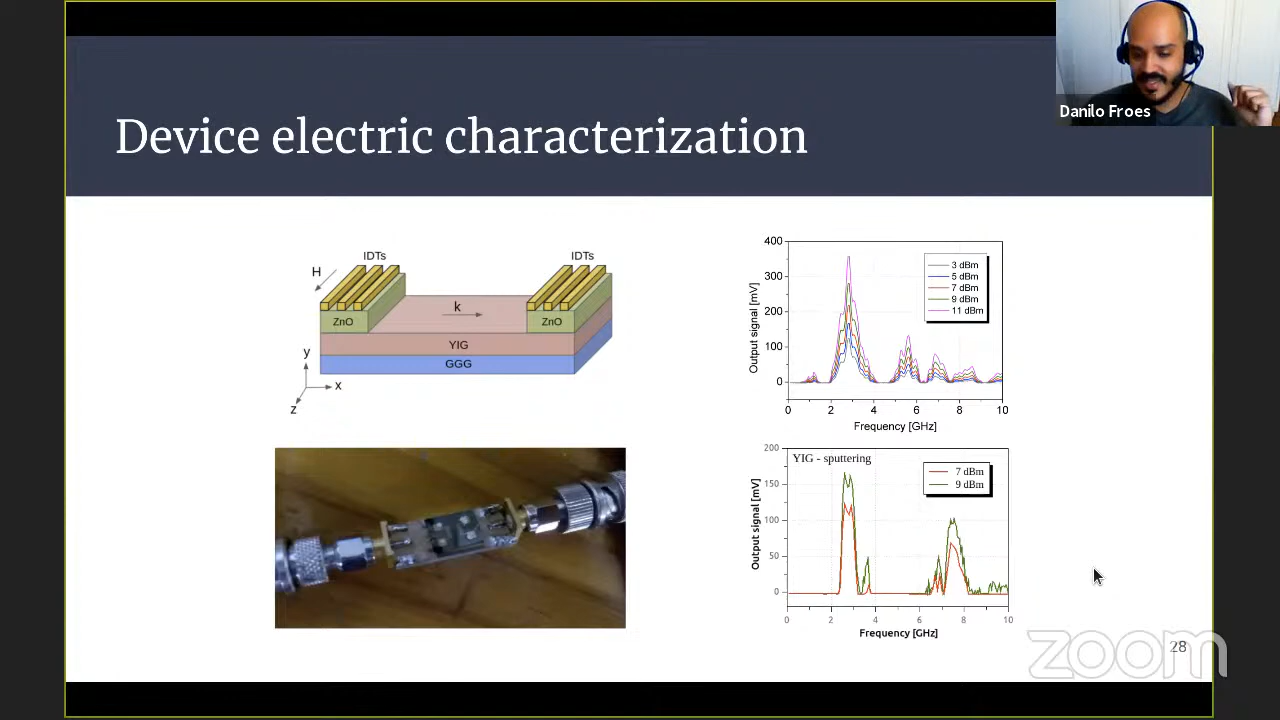 Danilo Froes
Device electric characterization
IDTs
IDTs
H
k
ZnO
ZnO
YIG
GGG
y
x
z
400
300
200
100
0
Output signal [mV]
3 dBm
5 dBm
7 dBm
9 dBm
11 dBm
0 2 4 6 8 10
Frequency [GHz]
200
150
100
50
0
Output signal [mV]
YIG - sputtering
7 dBm
9 dBm
0 2 4 6 8 10
Frequency [GHz]
28
zoom